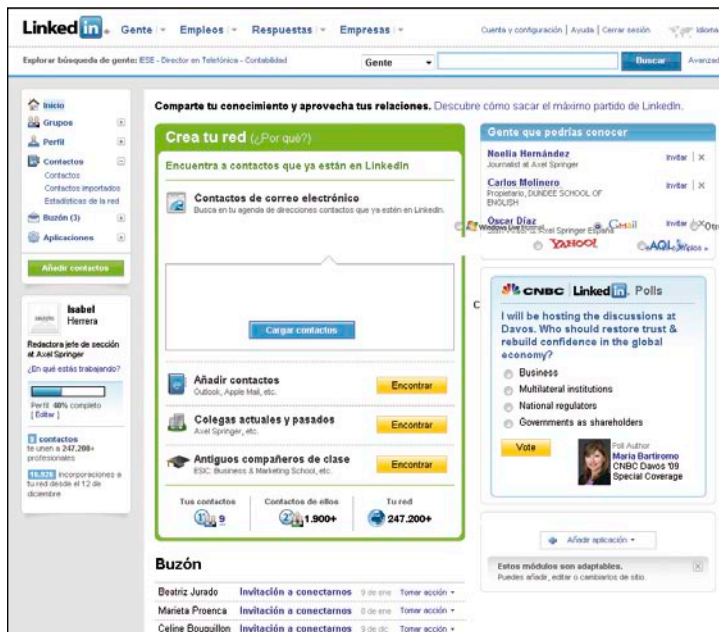 Linked in.
Gente Empleos Respuestas Empresas
Cuenta y configuración | Ayuda | Cerrar sesión Idioma
Explorar búsqueda de gente: IESE - Director en Telefónica - Contabilidad
Gente
Buscar
Inicio
Grupos
Perfil
Contactos
Contactos
Contactos importados
Estadísticas de la red
Buzón (3)
Aplicaciones
Añadir contactos
Isabel
Herrera
Redactora jefe de sección
at Axel Springer
¿En qué estás trabajando?
Perfil 40% completo
[ Editar ]
9 contactos
te unen a 247.200+
profesionales
incorporaciones a
tu red desde el 12 de
diciembre
Comparte tu conocimiento y aprovecha tus relaciones. Descubre cómo sacar el máximo partido de LinkedIn.
Crea tu red (¿Por qué?)
Encuentra a contactos que ya están en LinkedIn
Contactos de correo electrónico
Busca en tu agenda de direcciones contactos que ya estén en LinkedIn.
Cargar contactos
Añadir contactos
Outlook, Apple Mail, etc.
Encontrar
Colegas actuales y pasados
Axel Springer, etc.
Encontrar
Antiguos compañeros de clase
ESIC: Business & Marketing School, etc.
Encontrar
Tus contactos Contactos de ellos Tu red
9 1.900+ 247.200+
Buzón
Beatriz Jurado Invitación a conectarnos 9 de ene Tomar acción
Marieta Proenca Invitación a conectarnos de ene Tomar acción
Celine Bouquillon Invitación a conectarnos 9 de dic Tomar acción
Gente que podrías conocer
Noelia Hernández Invitar | X
Journalist at Axel Springer
Carlos Molinero Invitar | X
Propietario, DUNDEE SCHOOL OF
ENGLISH
Oscar Díaz Invitar
Axel Springer España
Windows Live Gmail
YAHOO! AOL
CNBC | Linked in. Polls
I will be hosting the discussions at
Davos. Who should restore trust &
rebuild confidence in the global
economy?
Business
Multilateral institutions
National regulators
Governments as shareholders
Vote
Poll Author
Maria Bartiromo
CNBC Davos '09
Special Coverage
Añadir aplicación
Estos módulos son adaptables. X
Puedes añadir, editar o cambiarlos de sitio.